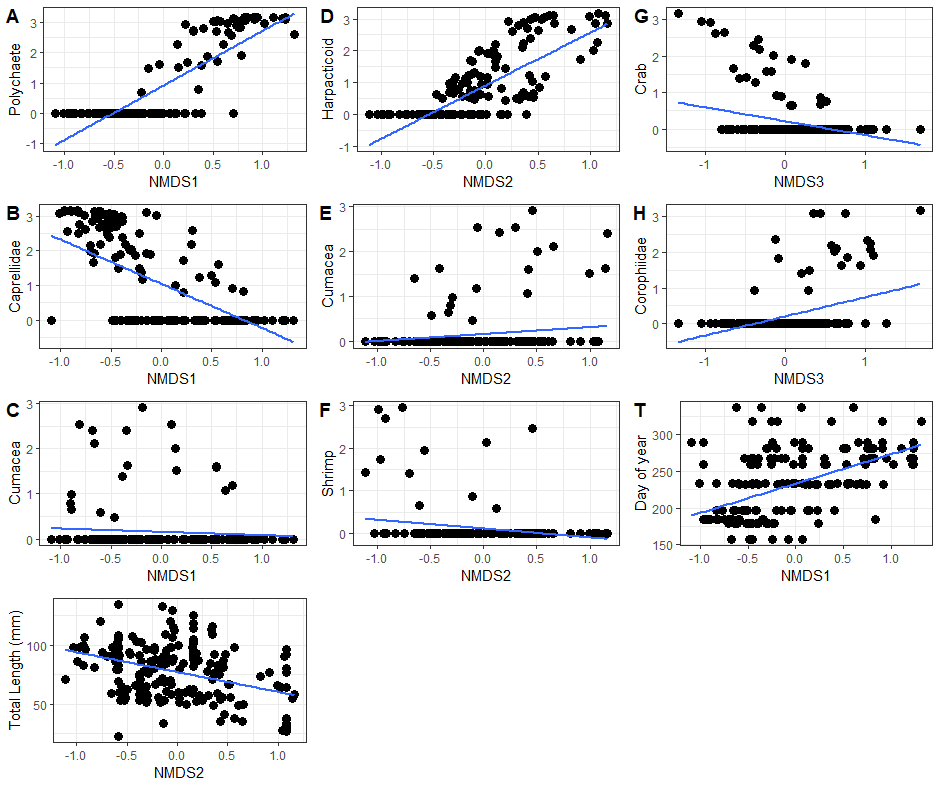 A
Polychaete
3
2
1
0
-1
-1.0 -0.5 0.0 0.5 1.0
NMDS1
D
Harpacticoid
3
2
1
0
-1
-1.0 -0.5 0.0 0.5 1.0
NMDS2
G
Crab
3
2
1
0
-1 0 1
NMDS3
B
Caprellidae
3
2
1
0
-1.0 -0.5 0.0 0.5 1.0
NMDS1
E
Cumacea
3
2
1
0
-1.0 -0.5 0.0 0.5 1.0
NMDS2
H
Corophiidae
3
2
1
0
-1 0 1
NMDS3
C
Cumacea
3
2
1
0
-1.0 -0.5 0.0 0.5 1.0
NMDS1
F
Shrimp
3
2
1
0
-1.0 -0.5 0.0 0.5 1.0
NMDS2
T
Day of year
300
250
200
150
-1.0 -0.5 0.0 0.5 1.0
NMDS1
Total Length (mm)
100
50
-1.0 -0.5 0.0 0.5 1.0
NMDS2